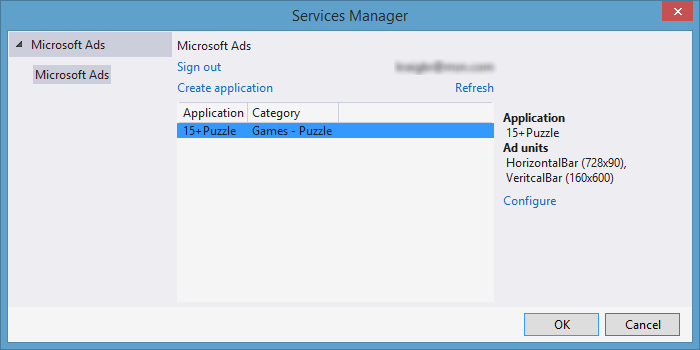 Services Manager
Microsoft Ads
Microsoft Ads
Microsoft Ads
Sign out
Create application Refresh
Application Category
15+Puzzle Games - Puzzle
Application
15+Puzzle
Ad units
HorizontalBar (728x90),
VeritcalBar (160x600)
Configure
OK Cancel